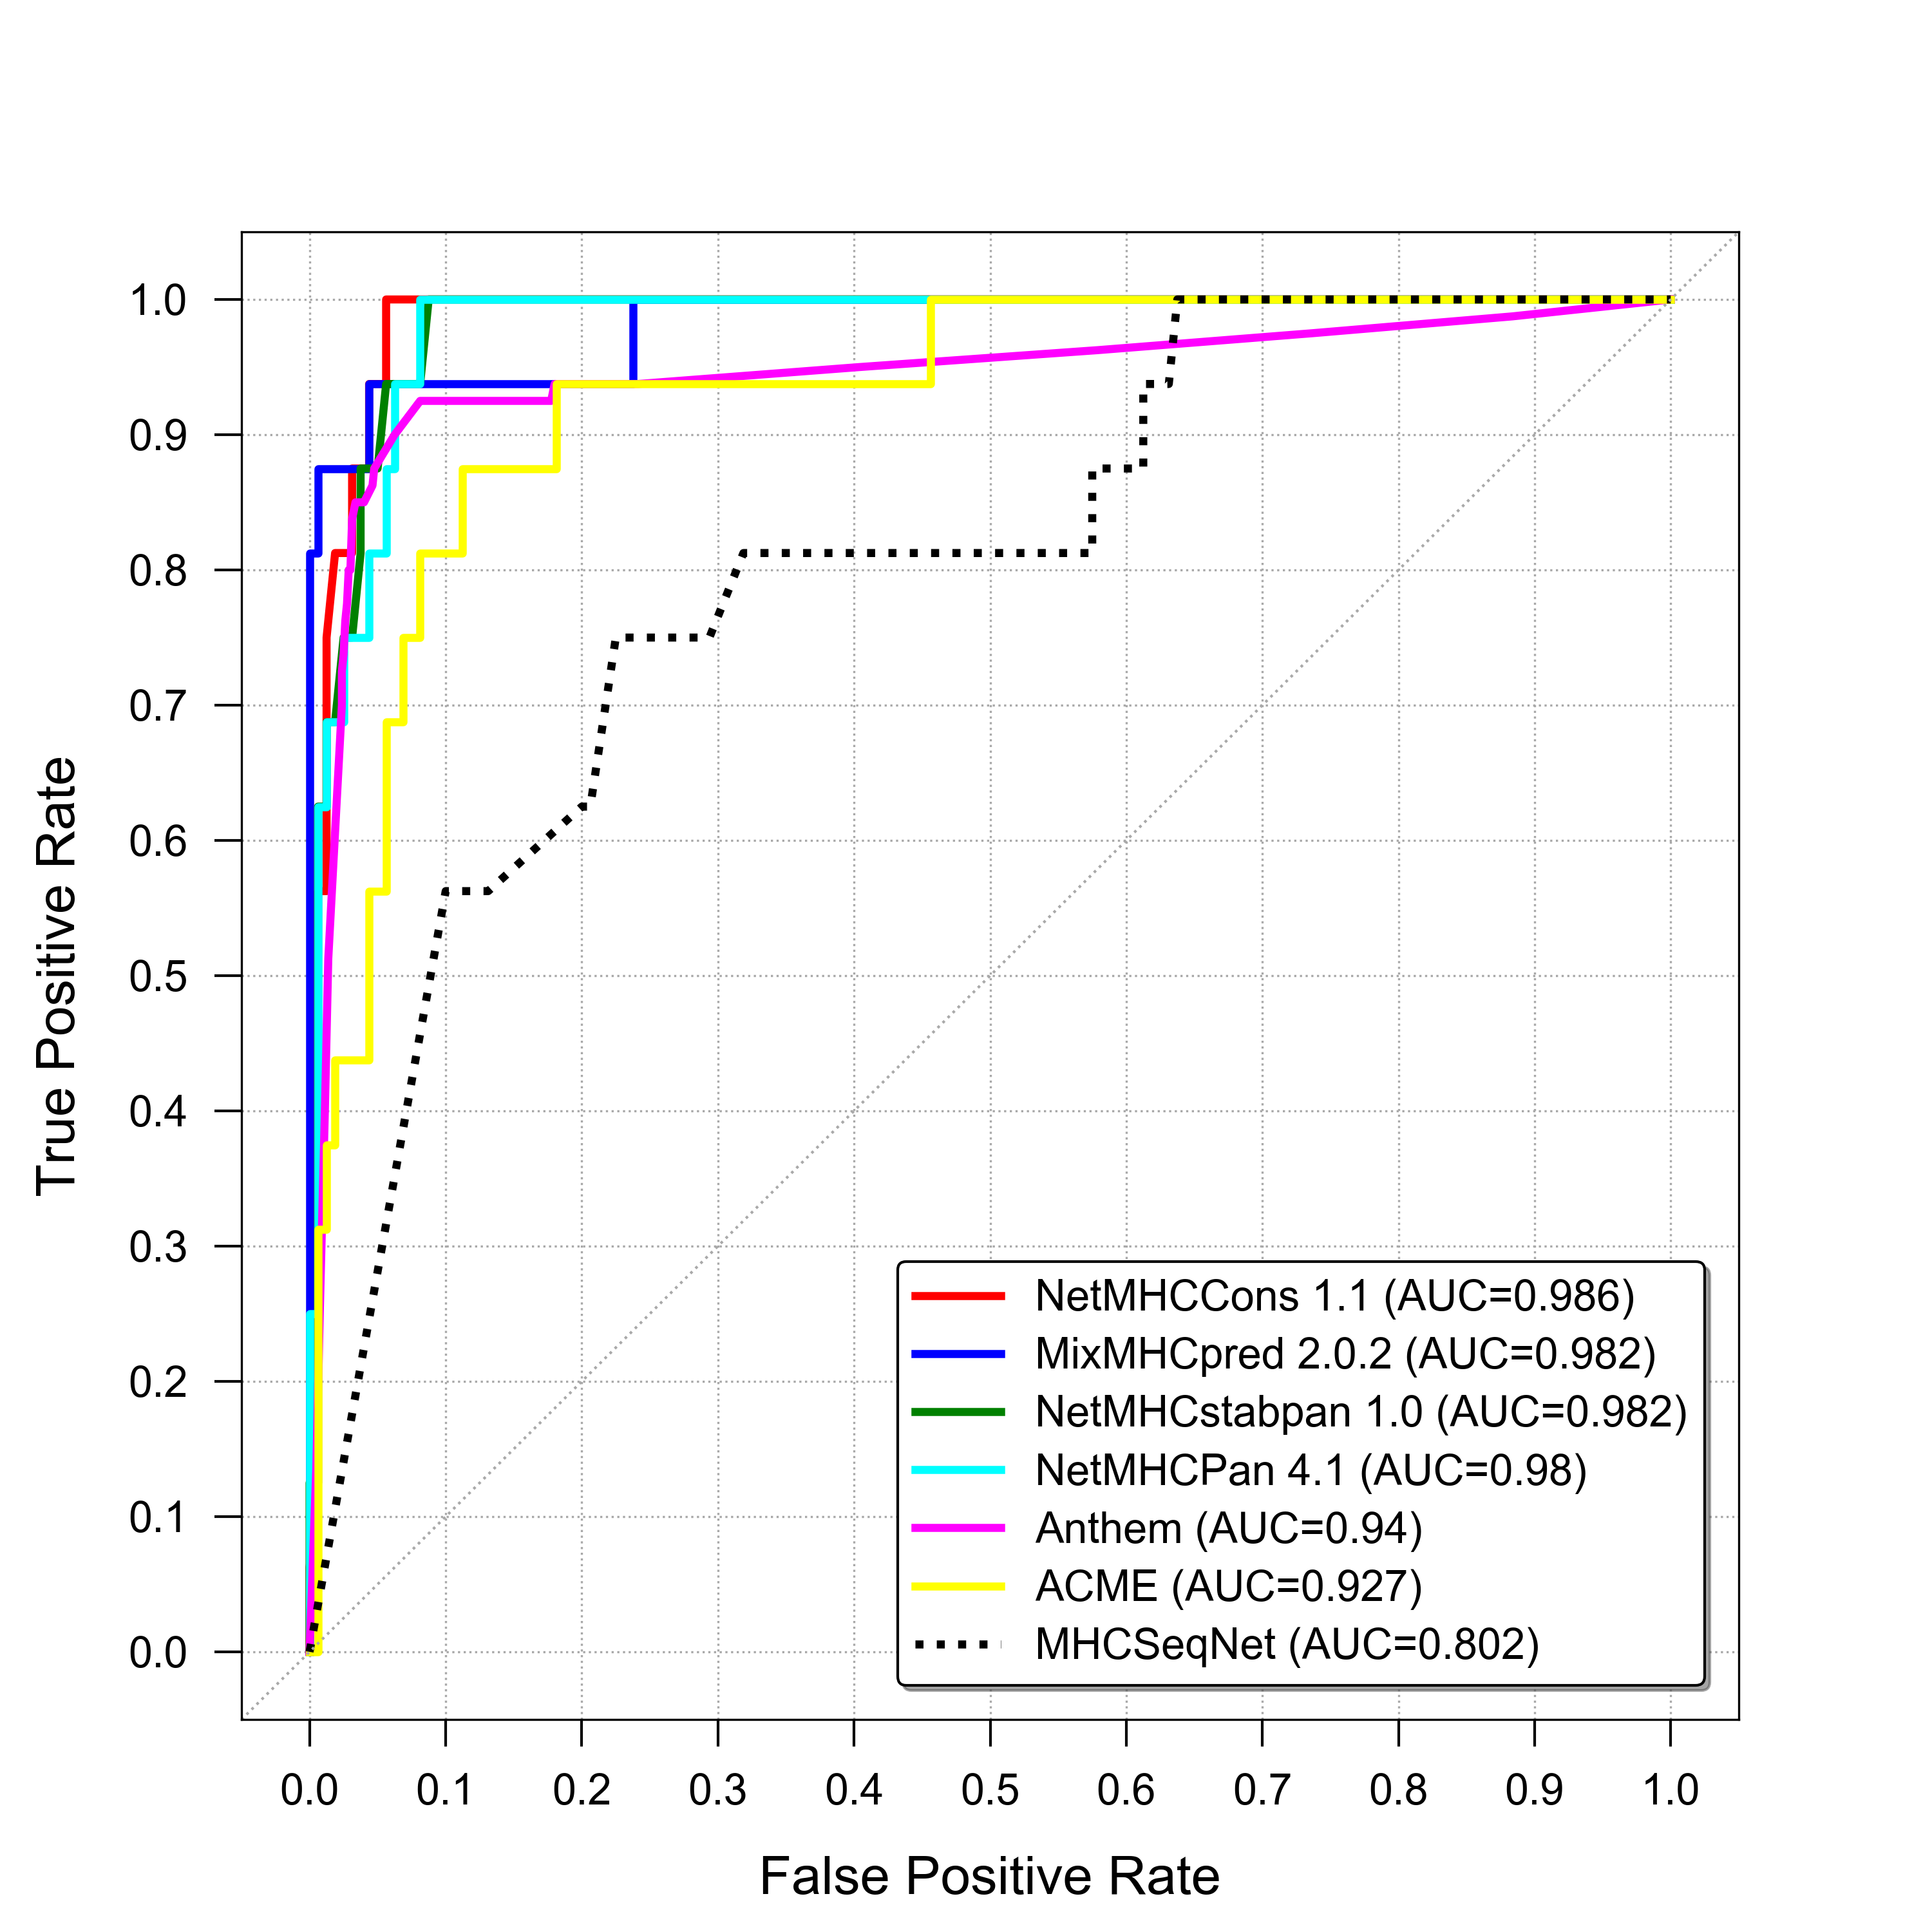 1.0
0.9
0.8
0.7
0.6
0.5
0.4
0.3
0.2
0.1
0.0
True Positive Rate
NetMHCCons 1.1 (AUC=0.986)
MixMHCpred 2.0.2 (AUC=0.982)
NetMHCstabpan 1.0 (AUC=0.982)
NetMHCPan 4.1 (AUC=0.98)
Anthem (AUC=0.94)
ACME (AUC=0.927)
MHCSeqNet (AUC=0.802)
0.0 0.1 0.2 0.3 0.4 0.5 0.6 0.7 0.8 0.9 1.0
False Positive Rate